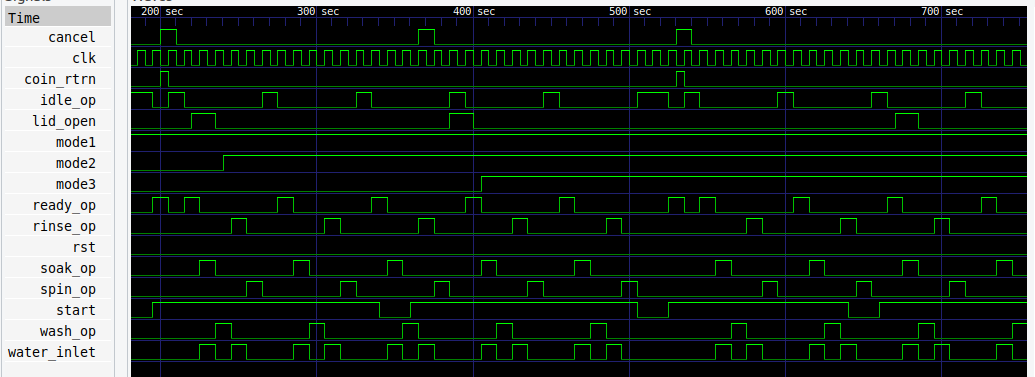 Time
200 sec 300 sec 400 sec 500 sec 600 sec 700 sec
cancel
clk
coin_rtrn
idle_op
lid_open
mode1
mode2
mode3
ready_op
rinse_op
rst
soak_op
spin_op
start
wash_op
water_inlet